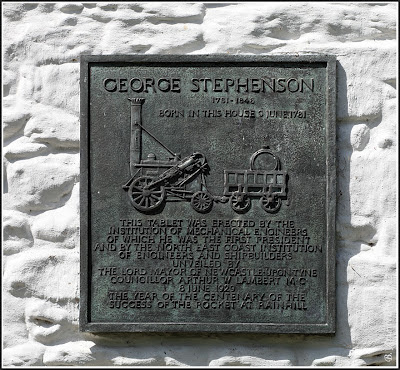 GEORGE STEPHENSON
1781-1848
BORN IN THIS HOUSE 9 JUNE 1781
THIS TABLET WAS ERECTED BY THE
INSTITUTION OF MECHANICAL ENGINEERS
OF WHICH HE WAS THE FIRST PRESIDENT
AND BY THE NORTH EAST COAST INSTITUTION
OF ENGINEERS AND SHIPBUILDERS
UNVEILED BY
THE LORD MAYOR OF NEWCASTLE UPON TYNE
COUNCILLOR ARTHUR W LAMBERT M C
8 JUNE 1929
THE YEAR OF THE CENTENARY OF THE
SUCCESS OF THE ROCKET AT RAINHILL